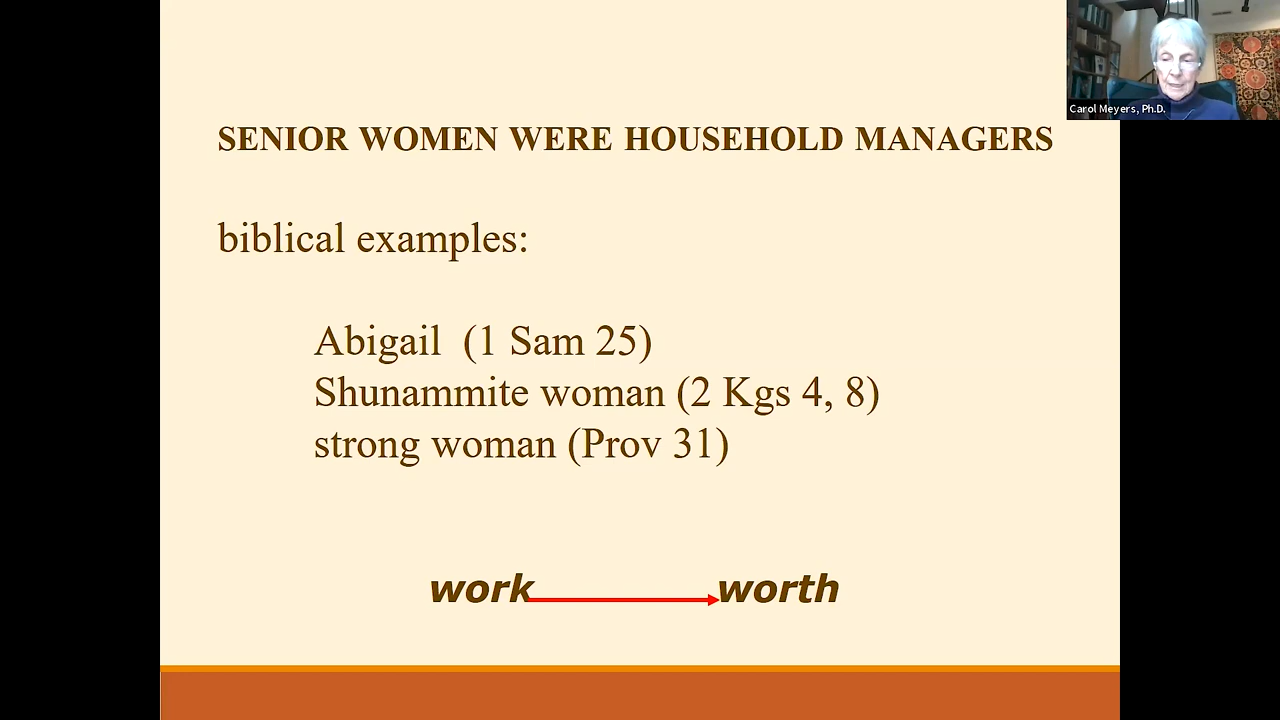 Carol Meyers, Ph.D.
SENIOR WOMEN WERE HOUSEHOLD MANAGERS
biblical examples:
Abigail (1 Sam 25)
Shunammite woman (2 Kgs 4, 8)
strong woman (Prov 31)
work worth